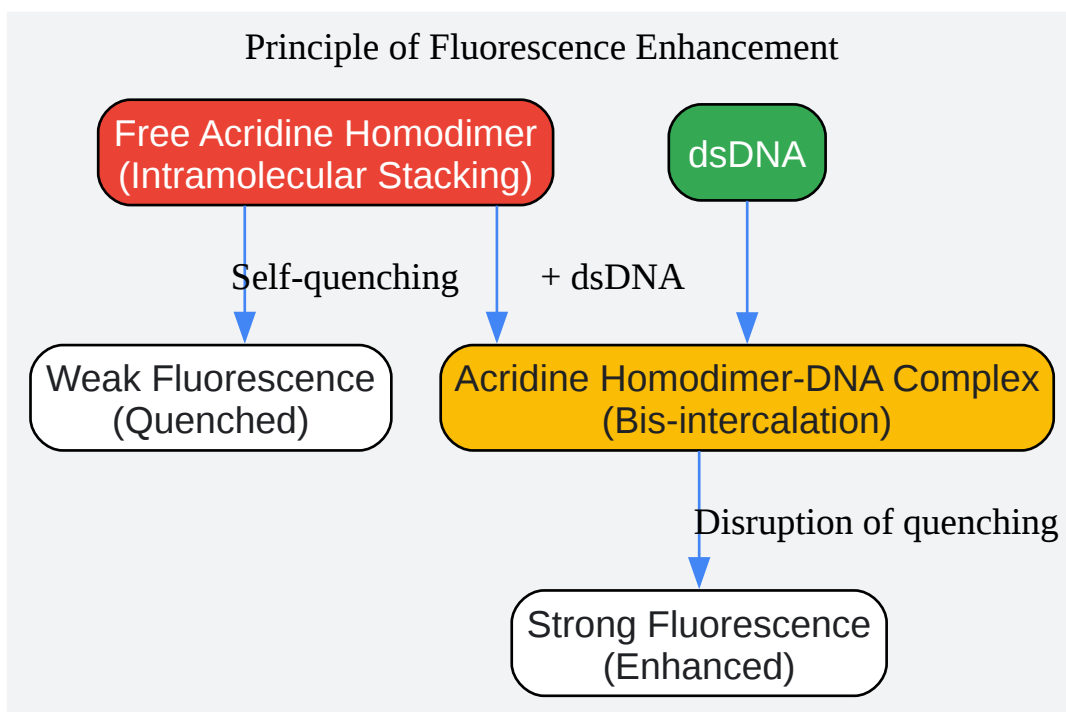 Principle of Fluorescence Enhancement
Free Acridine Homodimer
(Intramolecular Stacking)
dsDNA
Self-quenching
+ dsDNA
Weak Fluorescence
(Quenched)
Acridine Homodimer-DNA Complex
(Bis-intercalation)
Disruption of quenching
Strong Fluorescence
(Enhanced)